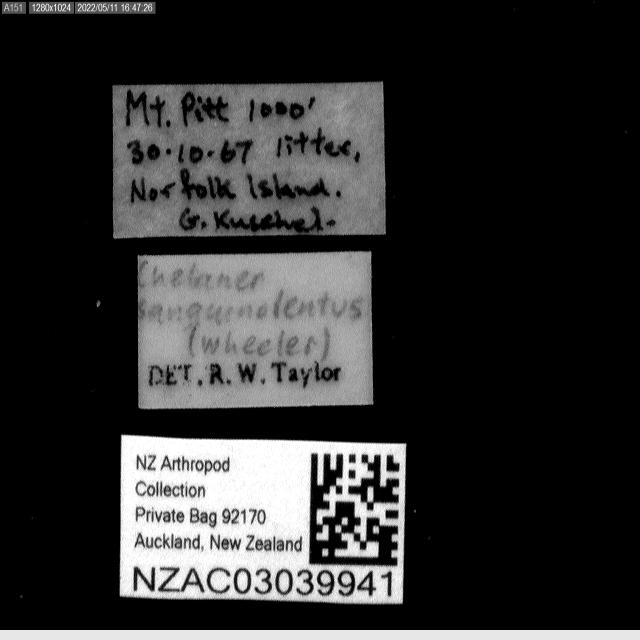 A151 1280x1024 2022/05/11 16:47:26
Mt. Pitt 1000'
30.10.67 litter,
Norfolk Island.
G. Kuschel.
Chelaner
sanguinolentus
(Wheeler)
DET. R. W. Taylor
NZ Arthropod
Collection
Private Bag 92170
Auckland, New Zealand
NZAC03039941